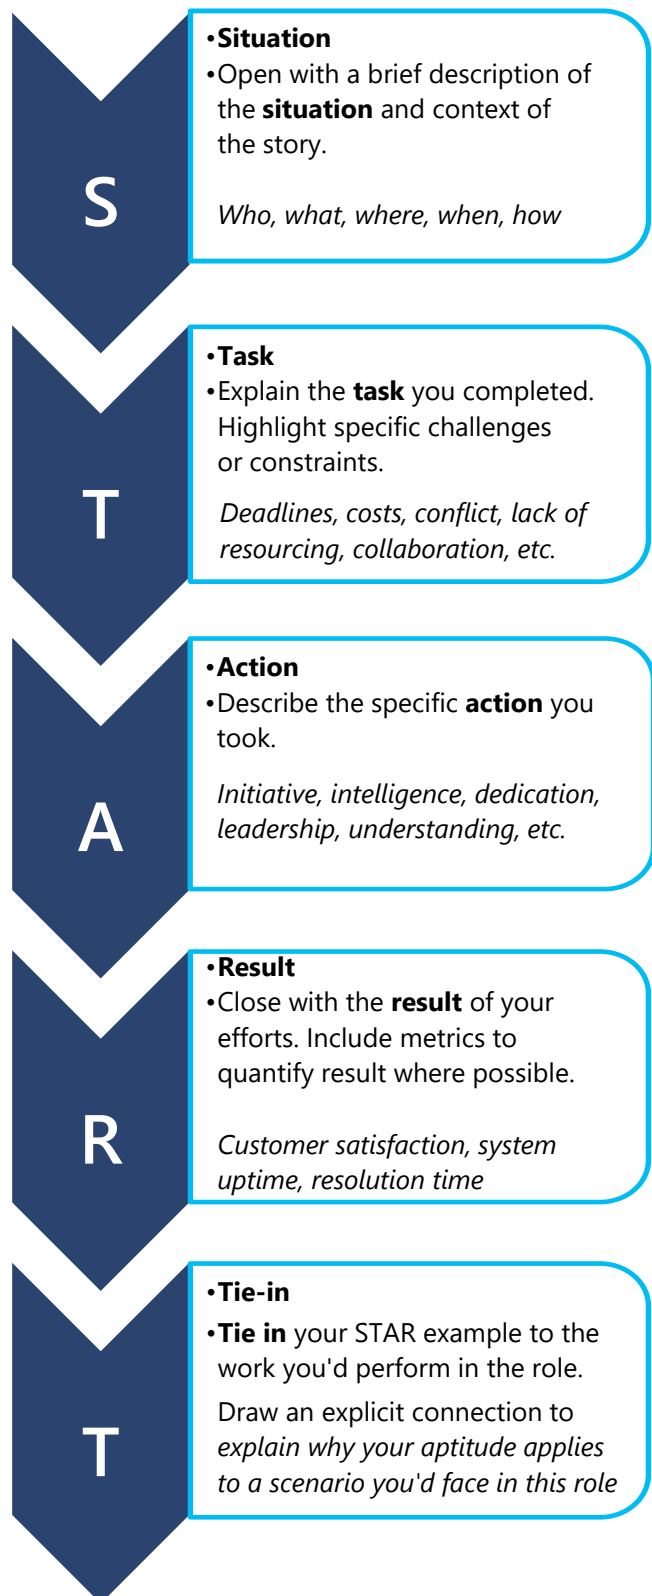 S
•Situation
•Open with a brief description of
the situation and context of
the story.
Who, what, where, when, how
T
•Task
•Explain the task you completed.
Highlight specific challenges
or constraints.
Deadlines, costs, conflict, lack of
resourcing, collaboration, etc.
A
•Action
•Describe the specific action you
took.
Initiative, intelligence, dedication,
leadership, understanding, etc.
R
•Result
•Close with the result of your
efforts. Include metrics to
quantify result where possible.
Customer satisfaction, system
uptime, resolution time
T
•Tie-in
•Tie in your STAR example to the
work you'd perform in the role.
Draw an explicit connection to
explain why your aptitude applies
to a scenario you'd face in this role